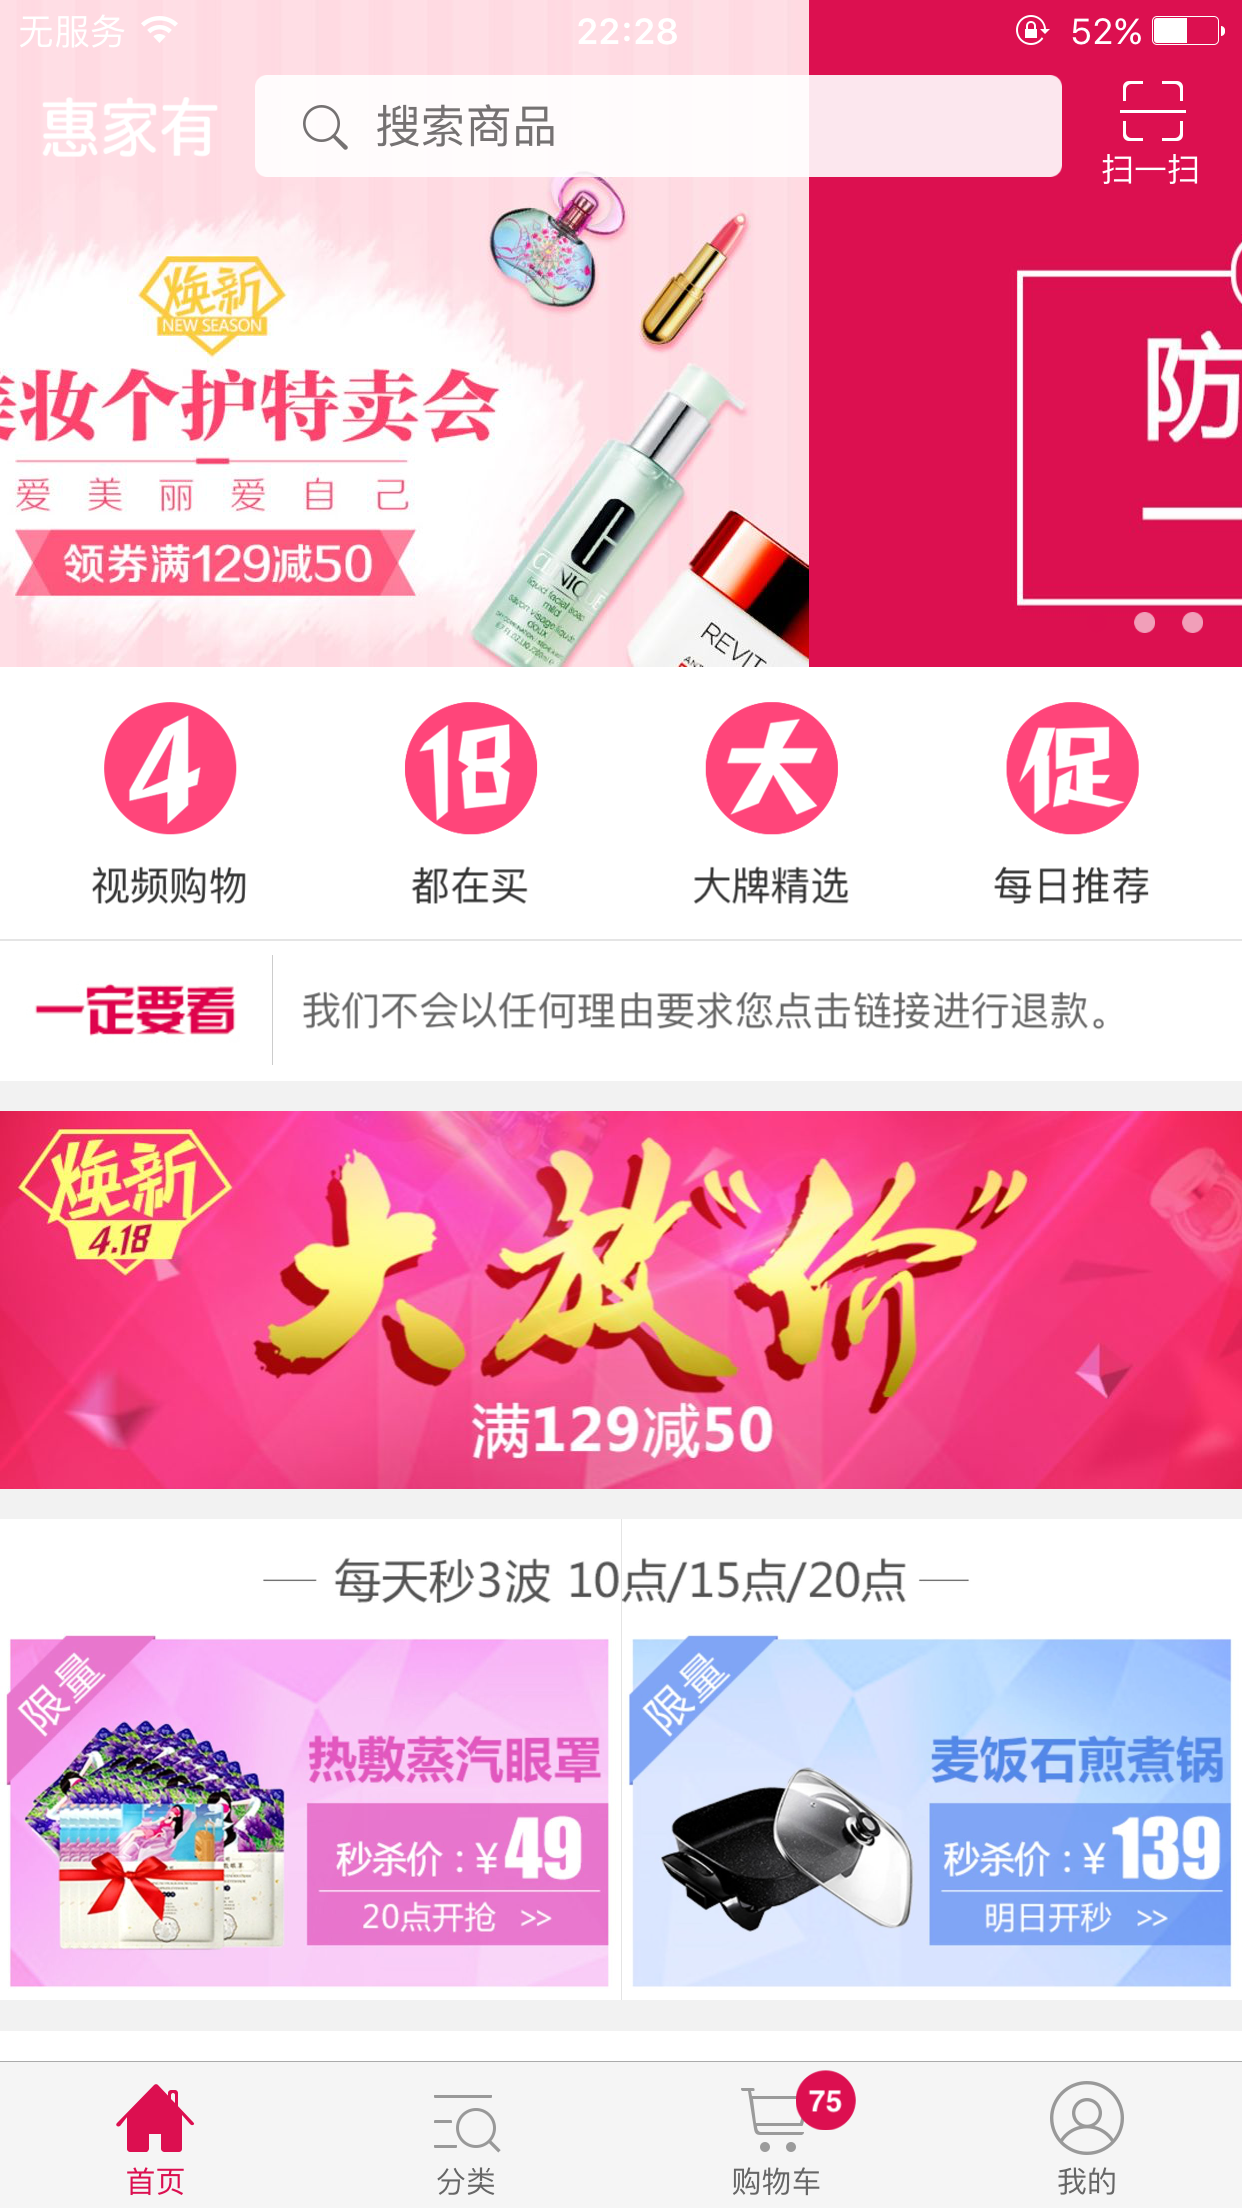 无服务
22:28
52%
惠家有
搜索商品
扫一扫
焕新
NEW SEASON
美妆个护特卖会
爱美丽爱自己
领券满129减50
CLINIQUE
liquid facial soap
mild
savon visage liquide
doux
REVIT
防
4
18
大
促
视频购物
都在买
大牌精选
每日推荐
一定要看
我们不会以任何理由要求您点击链接进行退款。
焕新
4.18
大放“价”
满129减50
每天秒3波 10点/15点/20点
限量
热敷蒸汽眼罩
秒杀价：¥49
20点开抢 >>
限量
麦饭石煎煮锅
秒杀价：¥139
明日开秒 >>
首页
分类
75
购物车
我的